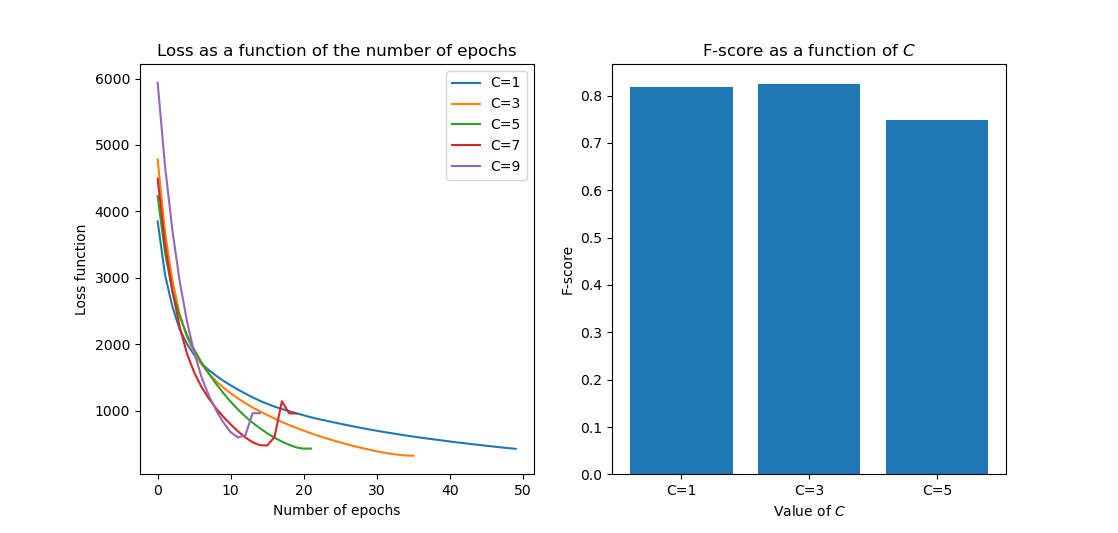 Loss as a function of the number of epochs
6000
5000
4000
3000
2000
1000
Loss function
0 10 20 30 40 50
Number of epochs
C=1
C=3
C=5
C=7
C=9
F-score as a function of C
0.8
0.7
0.6
0.5
0.4
0.3
0.2
0.1
0.0
F-score
C=1 C=3 C=5
Value of C